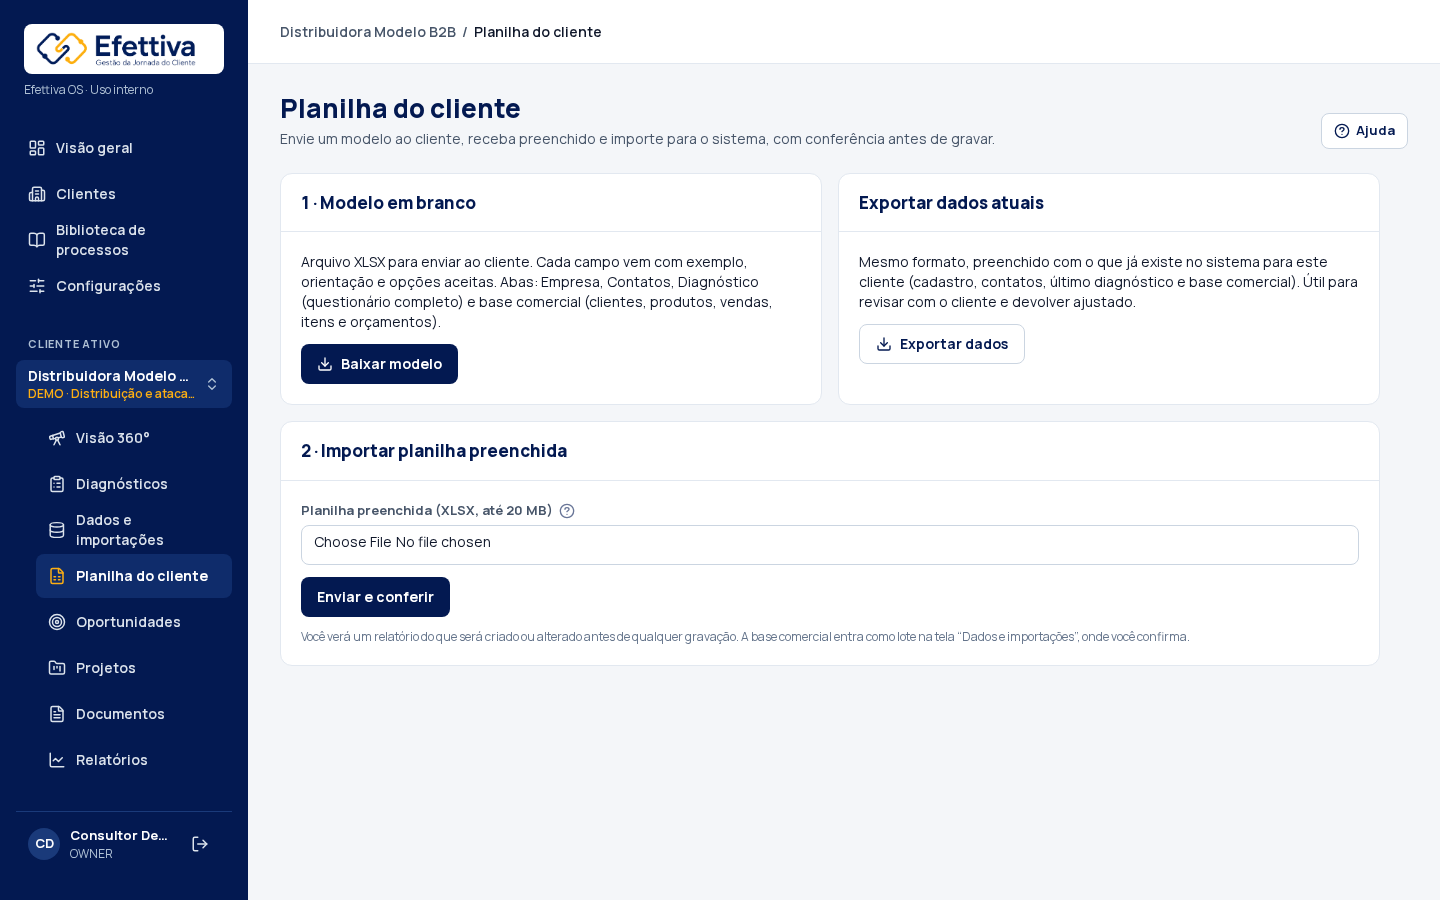 Efettiva
Gestão da Jornada do Cliente
Efettiva OS · Uso interno
Visão geral
Clientes
Biblioteca de
processos
Configurações
CLIENTE ATIVO
Distribuidora Modelo ...
DEMO · Distribuição e ataca...
Visão 360°
Diagnósticos
Dados e
importações
Planilha do cliente
Oportunidades
Projetos
Documentos
Relatórios
CD
Consultor De...
OWNER
Distribuidora Modelo B2B / Planilha do cliente
Planilha do cliente
Envie um modelo ao cliente, receba preenchido e importe para o sistema, com conferência antes de gravar.
Ajuda
1 · Modelo em branco
Arquivo XLSX para enviar ao cliente. Cada campo vem com exemplo,
orientação e opções aceitas. Abas: Empresa, Contatos, Diagnóstico
(questionário completo) e base comercial (clientes, produtos, vendas,
itens e orçamentos).
Baixar modelo
Exportar dados atuais
Mesmo formato, preenchido com o que já existe no sistema para este
cliente (cadastro, contatos, último diagnóstico e base comercial). Útil para
revisar com o cliente e devolver ajustado.
Exportar dados
2 · Importar planilha preenchida
Planilha preenchida (XLSX, até 20 MB)
Choose File No file chosen
Enviar e conferir
Você verá um relatório do que será criado ou alterado antes de qualquer gravação. A base comercial entra como lote na tela “Dados e importações”, onde você confirma.